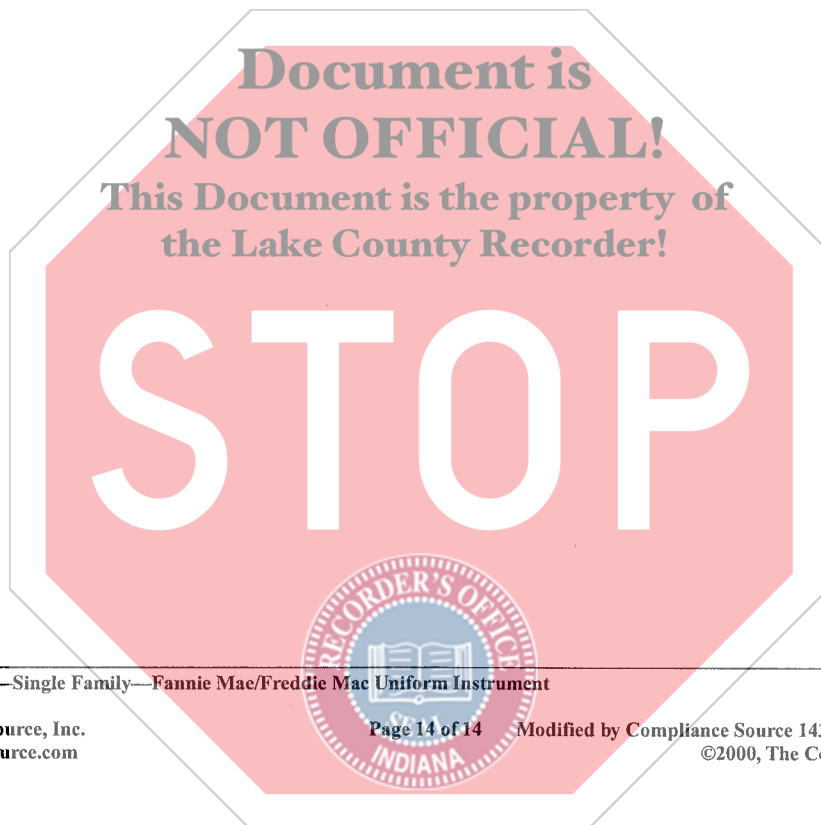 Document is
NOT OFFICIAL!
This Document is the property of
the Lake County Recorder!
STOP
RECORDER'S OFFICE
SEAL
INDIANA
—Single Family—Fannie Mae/Freddie Mac Uniform Instrument
ource, Inc. Page 14 of 14 Modified by Compliance Source 143
urce.com ©2000, The Co